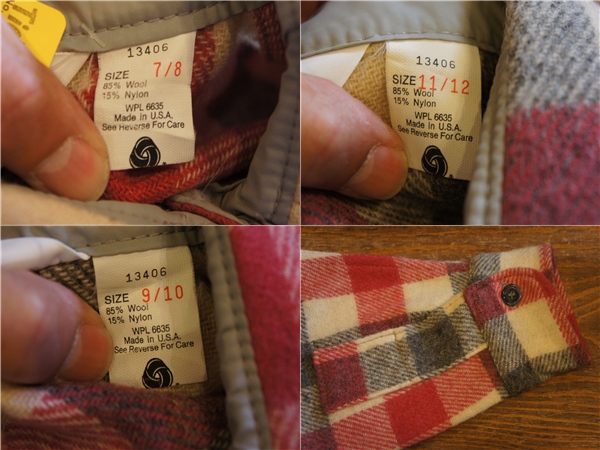 13406
SIZE 7/8
85% Wool
15% Nylon
WPL 6635
Made in U.S.A.
See Reverse For Care
13406
SIZE 11/12
85% Wool
15% Nylon
WPL 6635
Made in U.S.A.
See Reverse For Care
13406
SIZE 9/10
85% Wool
15% Nylon
WPL 6635
Made in U.S.A.
See Reverse For Care